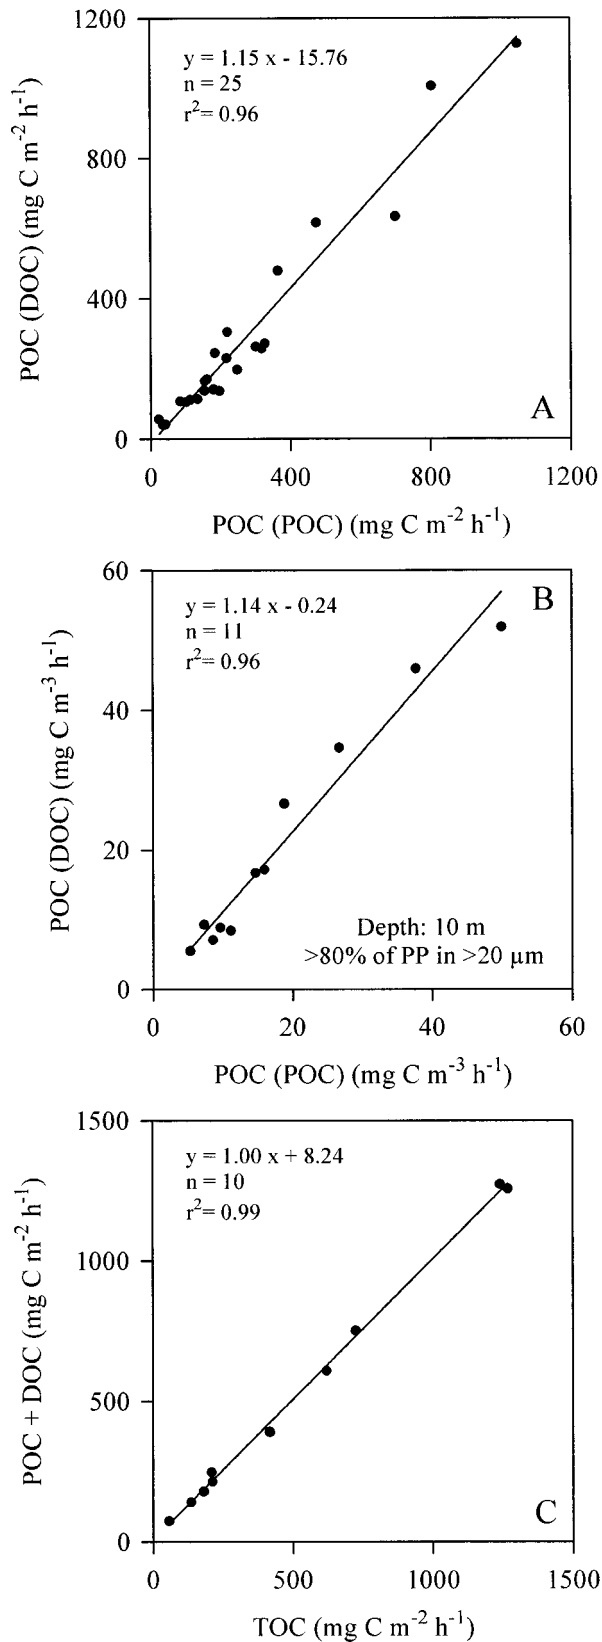 1200
y = 1.15 x - 15.76
n = 25
r²= 0.96
800
400
0
A
0 400 800 1200
POC (DOC) (mg C m⁻² h⁻¹)
POC (POC) (mg C m⁻² h⁻¹)
60
y = 1.14 x - 0.24
n = 11
r²= 0.96
B
40
20
0
Depth: 10 m
>80% of PP in >20 µm
0 20 40 60
POC (DOC) (mg C m⁻³ h⁻¹)
POC (POC) (mg C m⁻³ h⁻¹)
1500
y = 1.00 x + 8.24
n = 10
r²= 0.99
1000
500
0
C
0 500 1000 1500
POC + DOC (mg C m⁻² h⁻¹)
TOC (mg C m⁻² h⁻¹)